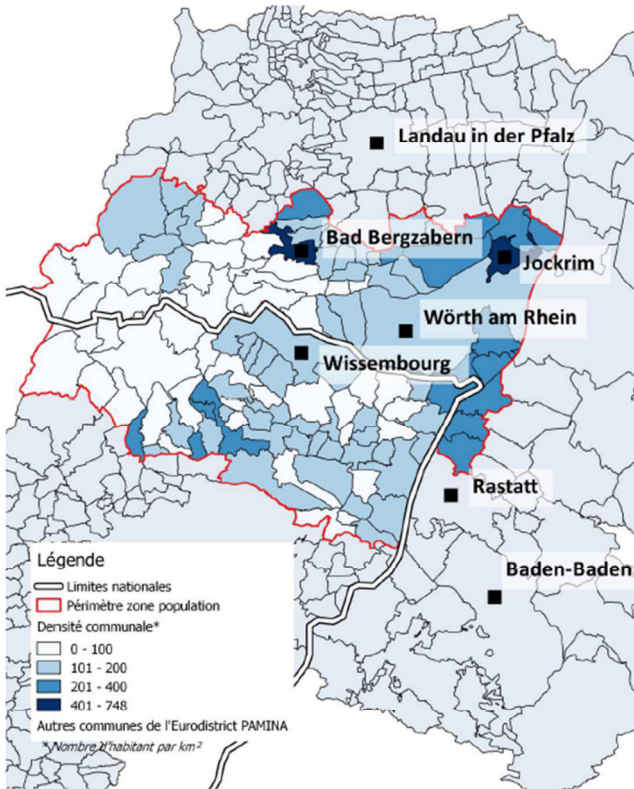 Landau in der Pfalz
Bad Bergzabern
Jockrim
Wörth am Rhein
Wissembourg
Rastatt
Baden-Baden
Légende
Limites nationales
Périmètre zone population
Densité communale*
0 - 100
101 - 200
201 - 400
401 - 748
Autres communes de l'Eurodistrict PAMINA
* Nombre d'habitant par km²